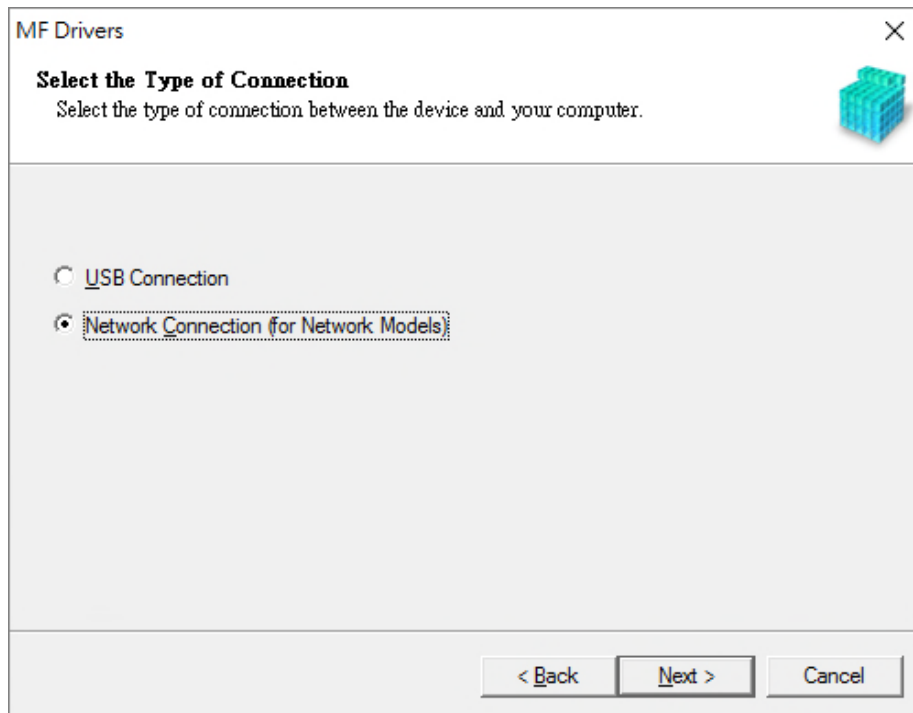 MF Drivers
Select the Type of Connection
Select the type of connection between the device and your computer.
USB Connection
Network Connection (for Network Models)
< Back
Next >
Cancel